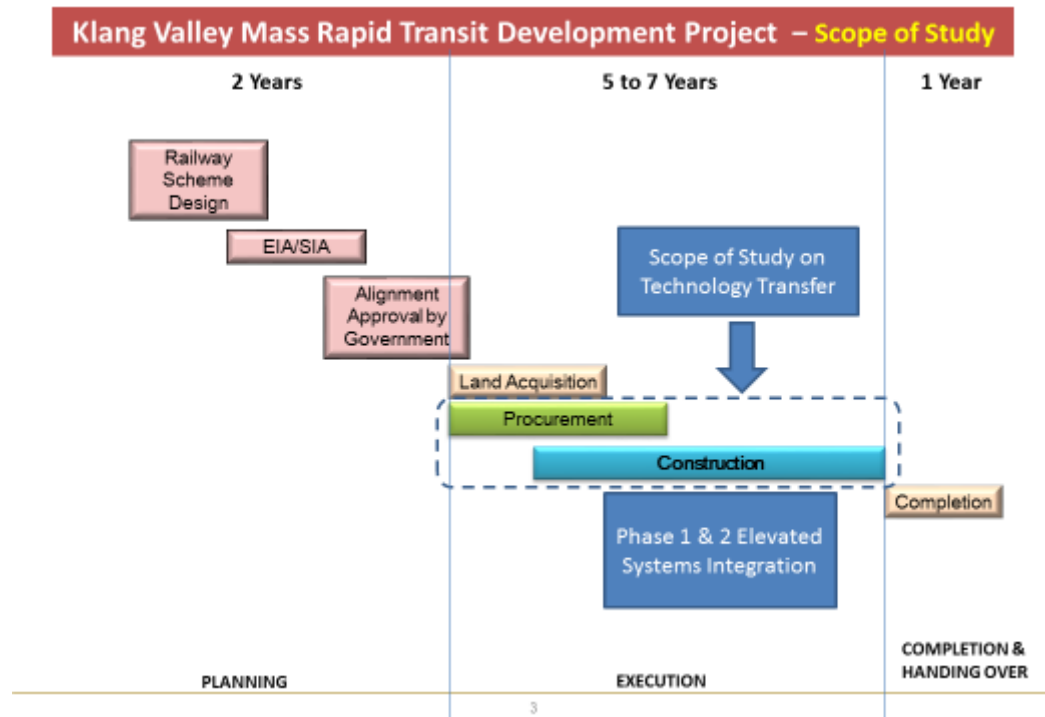 Klang Valley Mass Rapid Transit Development Project – Scope of Study
2 Years
5 to 7 Years
1 Year
Railway
Scheme
Design
EIA/SIA
Alignment
Approval by
Government
Scope of Study on
Technology Transfer
Land Acquisition
Procurement
Construction
Completion
Phase 1 & 2 Elevated
Systems Integration
PLANNING
EXECUTION
COMPLETION &
HANDING OVER
3